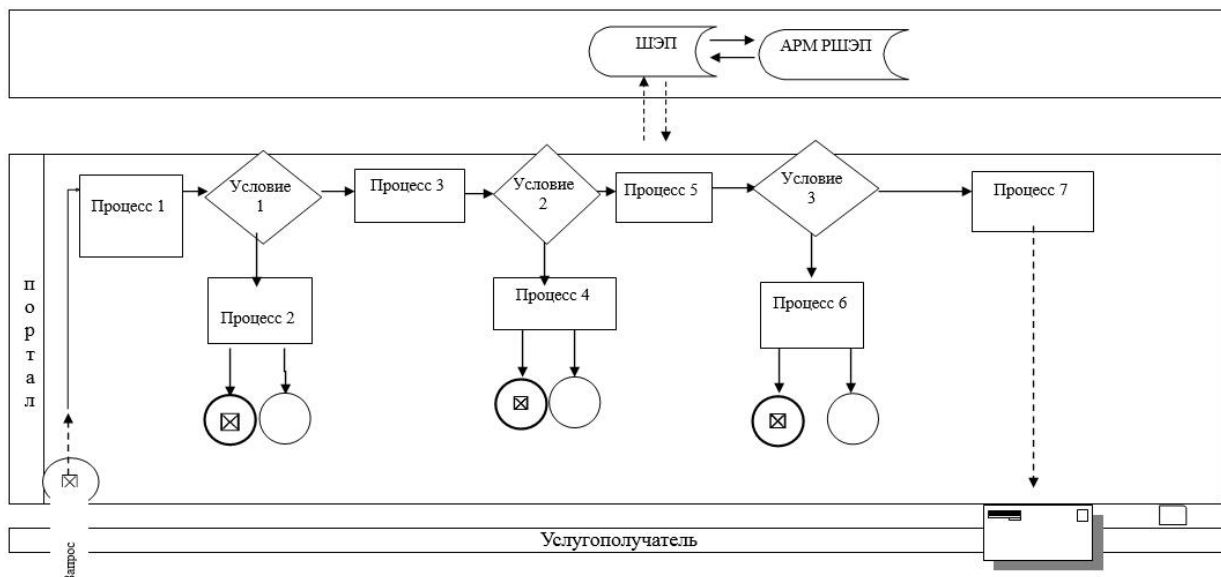 ШЭП
АРМ РШЭП
портал
Процесс 1
Условие
1
Процесс 3
Условие
2
Процесс 5
Условие
3
Процесс 7
Процесс 2
Процесс 4
Процесс 6
Запрос
Услугополучатель